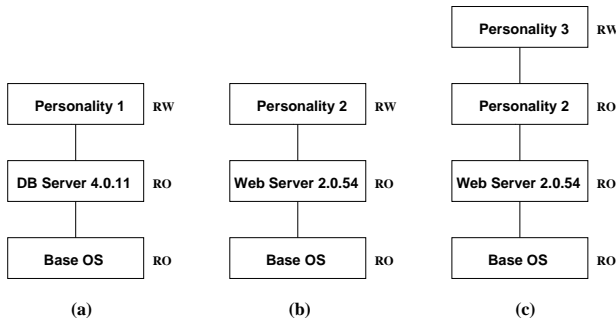 Personality 3 RW
Personality 1 RW Personality 2 RW Personality 2 RO
DB Server 4.0.11 RO Web Server 2.0.54 RO Web Server 2.0.54 RO
Base OS RO Base OS RO Base OS RO
(a) (b) (c)